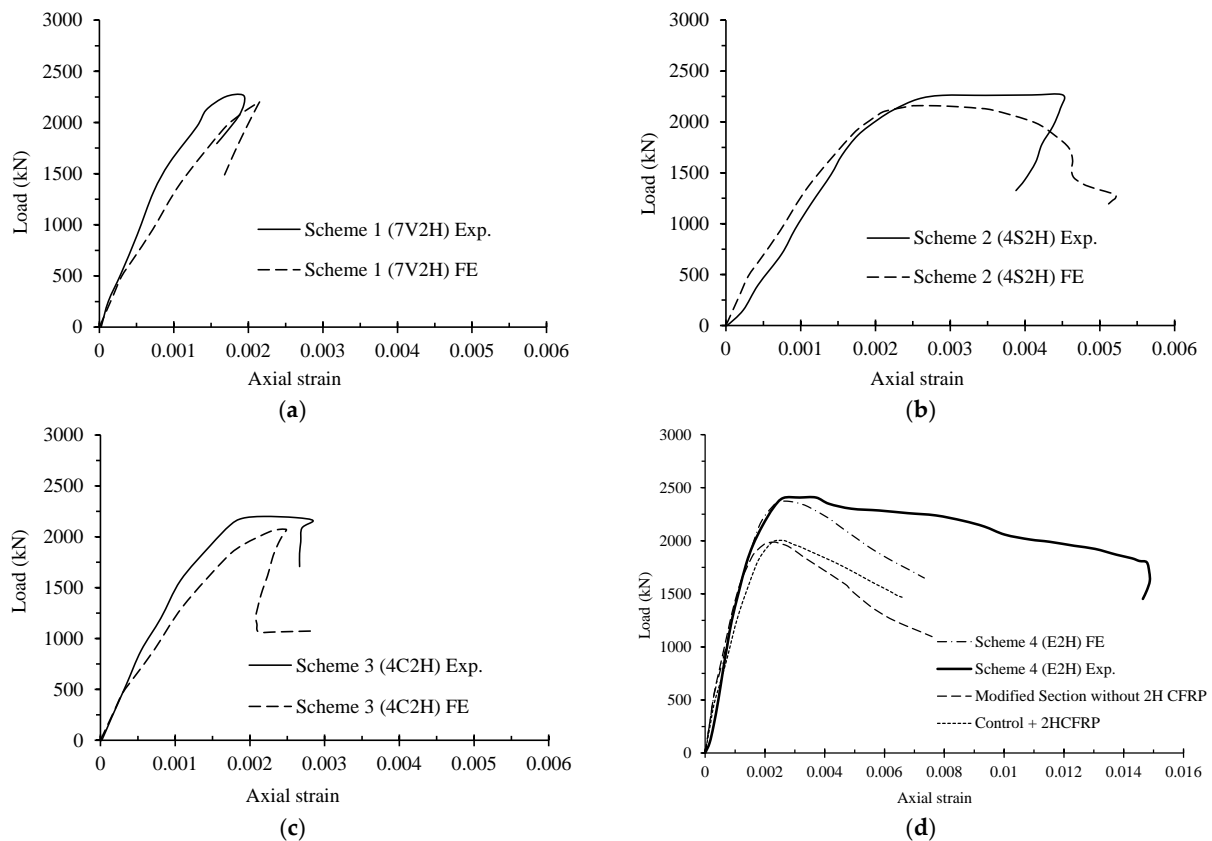 3000
2500
2000
1500
1000
500
0
Load (kN)
Scheme 1 (7V2H) Exp.
Scheme 1 (7V2H) FE
0 0.001 0.002 0.003 0.004 0.005 0.006
Axial strain
(a)
3000
2500
2000
1500
1000
500
0
Load (kN)
Scheme 2 (4S2H) Exp.
Scheme 2 (4S2H) FE
0 0.001 0.002 0.003 0.004 0.005 0.006
Axial strain
(b)
3000
2500
2000
1500
1000
500
0
Load (kN)
Scheme 3 (4C2H) Exp.
Scheme 3 (4C2H) FE
0 0.001 0.002 0.003 0.004 0.005 0.006
Axial strain
(c)
3000
2500
2000
1500
1000
500
0
Load (kN)
Scheme 4 (E2H) FE
Scheme 4 (E2H) Exp.
Modified Section without 2H CFRP
Control + 2HCFRP
0 0.002 0.004 0.006 0.008 0.01 0.012 0.014 0.016
Axial strain
(d)